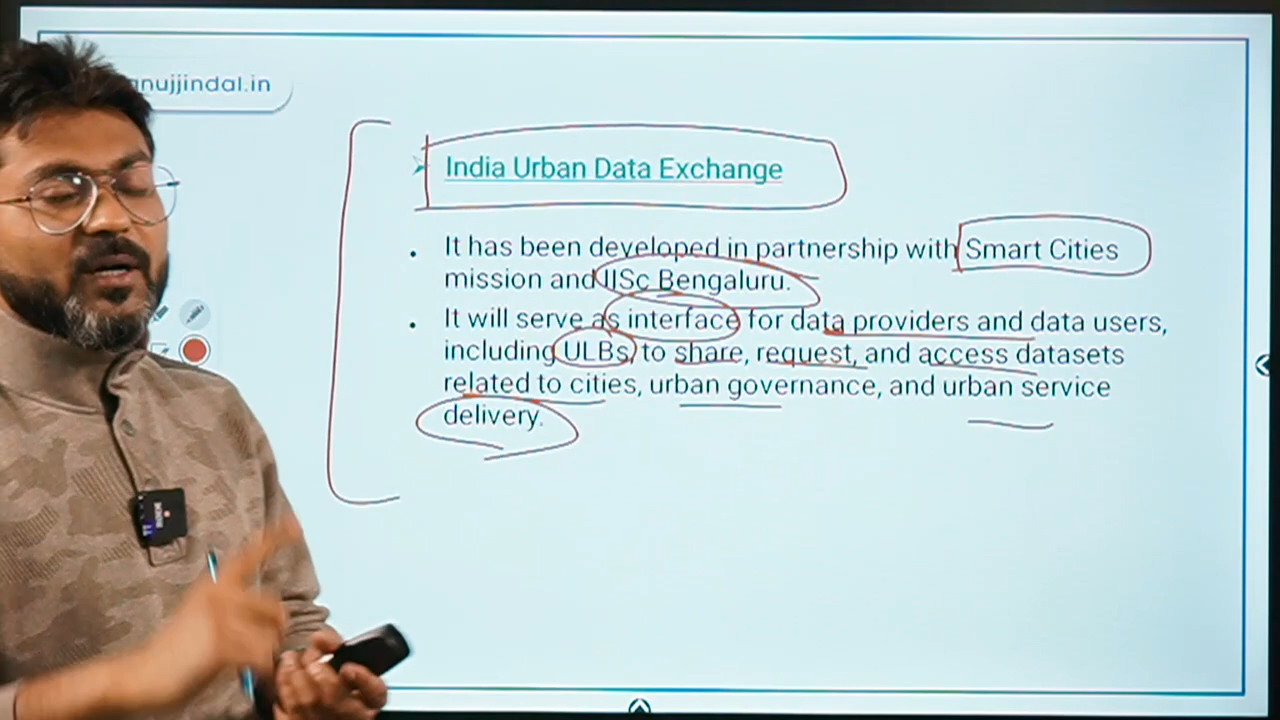 anujjindal.in
India Urban Data Exchange
It has been developed in partnership with Smart Cities
mission and IISc Bengaluru.
It will serve as interface for data providers and data users,
including ULBs, to share, request, and access datasets
related to cities, urban governance, and urban service
delivery.